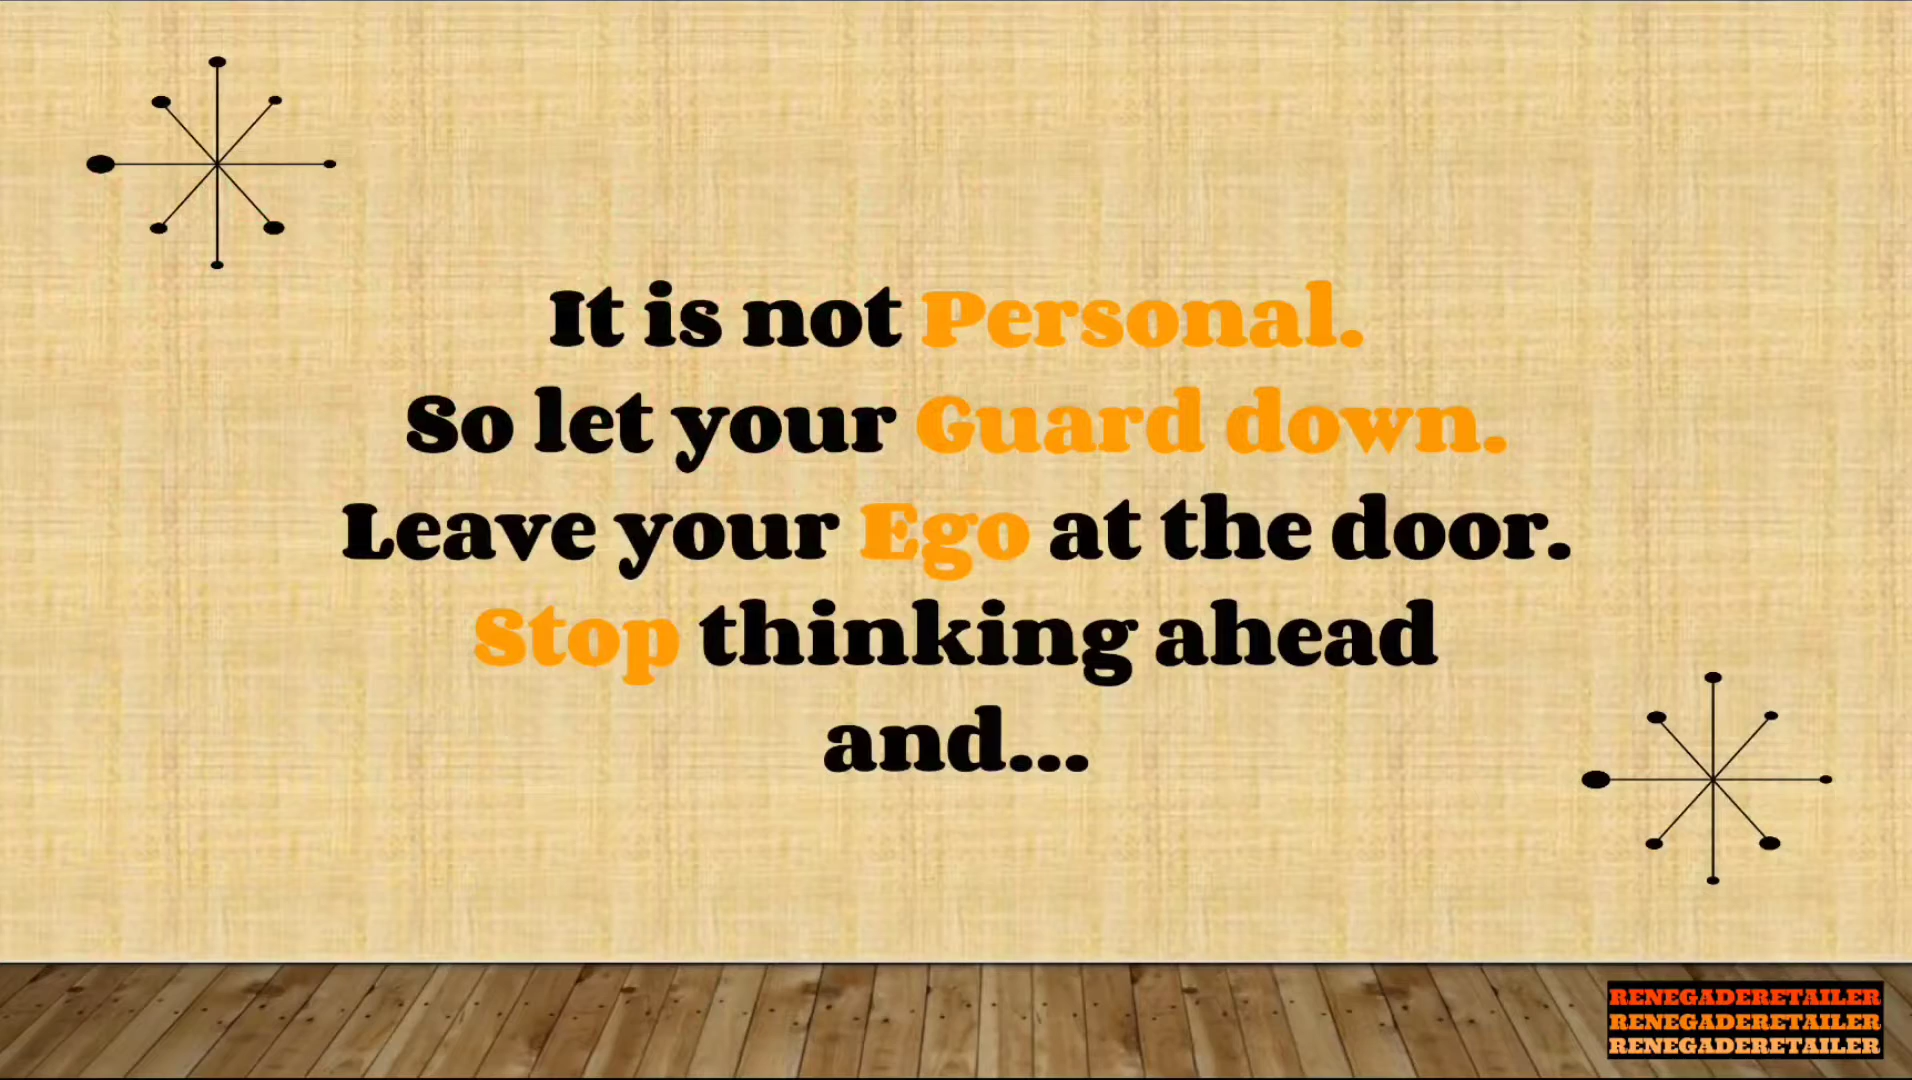 It is not Personal.
So let your Guard down.
Leave your Ego at the door.
Stop thinking ahead
and...
RENEGADERETAILER
RENEGADERETAILER
RENEGADERETAILER